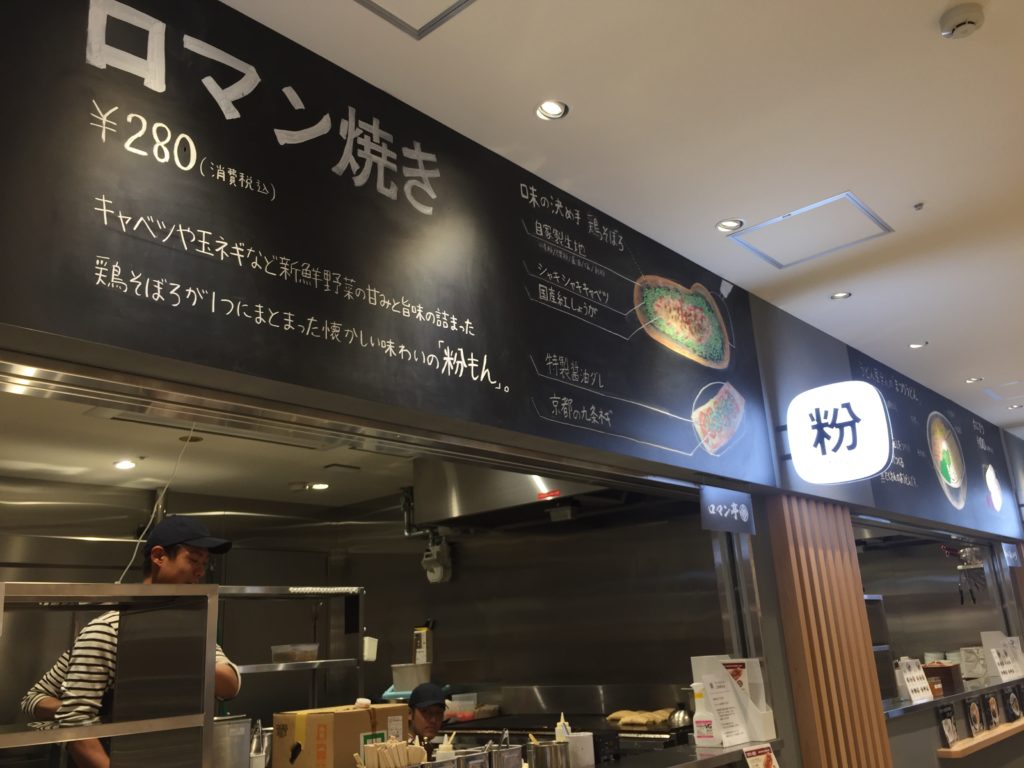 ロマン焼き
¥280(消費税込)
キャベツや玉ネギなど新鮮野菜の甘みと旨味の詰まった
鶏そぼろが1つにまとまった懐かしい味わいの「粉もん」。
味の決め手 鶏そぼろ
自家製生地
シャキシャキキャベツ
国産紅しょうが
特製醤油ダレ
京都の九条ねぎ
粉
ロマン亭